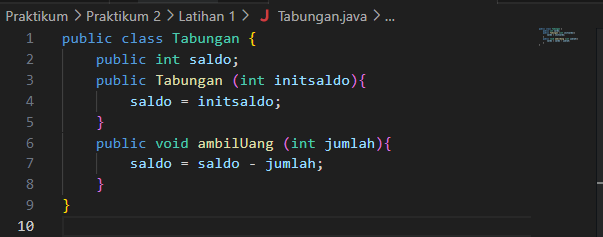 Praktikum > Praktikum 2 > Latihan 1 > J Tabungan.java > ...
1 public class Tabungan {
2 public int saldo;
3 public Tabungan (int initsaldo){
4 saldo = initsaldo;
5 }
6 public void ambilUang (int jumlah){
7 saldo = saldo - jumlah;
8 }
9 }
10